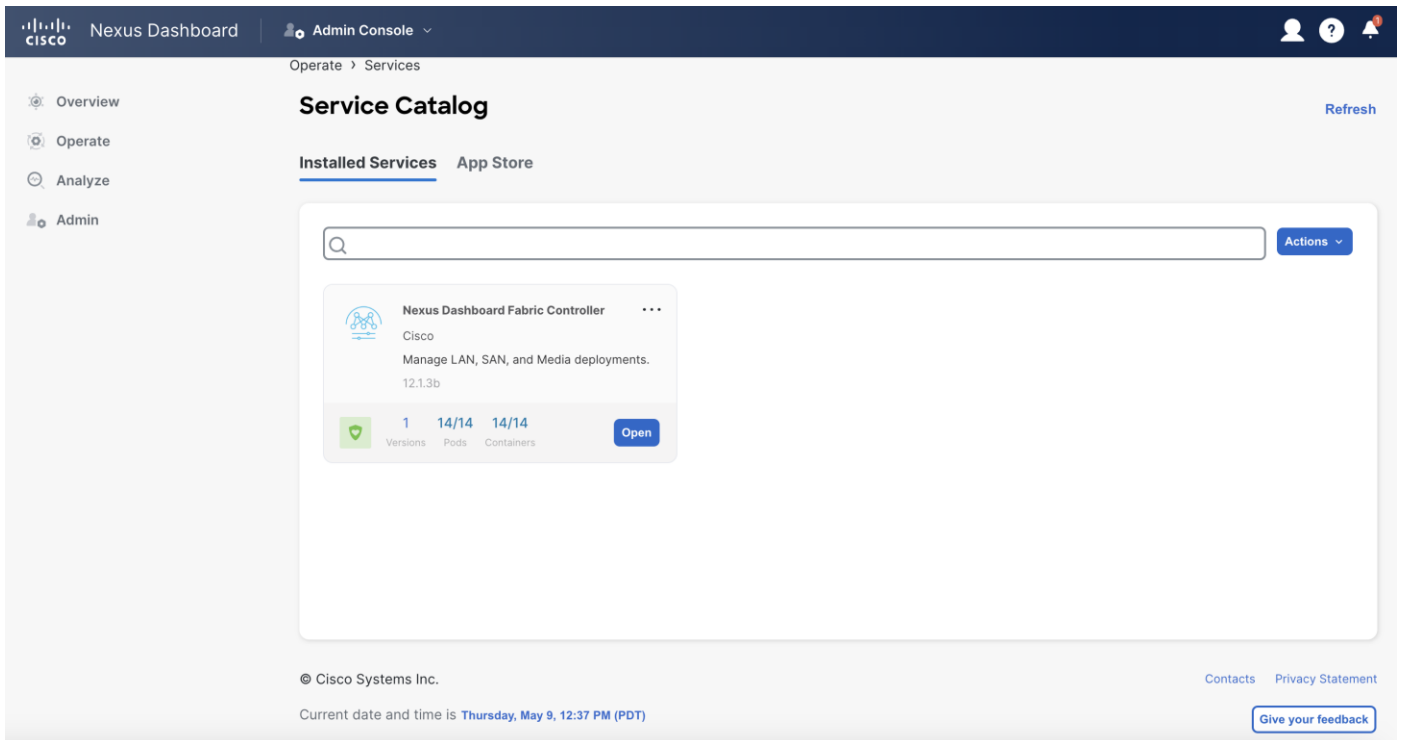 CISCO Nexus Dashboard Admin Console ? 1
Operate › Services
Overview
Operate
Analyze
Admin
Service Catalog
Refresh
Installed Services App Store
Actions
Nexus Dashboard Fabric Controller ...
Cisco
Manage LAN, SAN, and Media deployments.
12.1.3b
1 14/14 14/14
Versions Pods Containers
Open
© Cisco Systems Inc.
Contacts Privacy Statement
Current date and time is Thursday, May 9, 12:37 PM (PDT)
Give your feedback